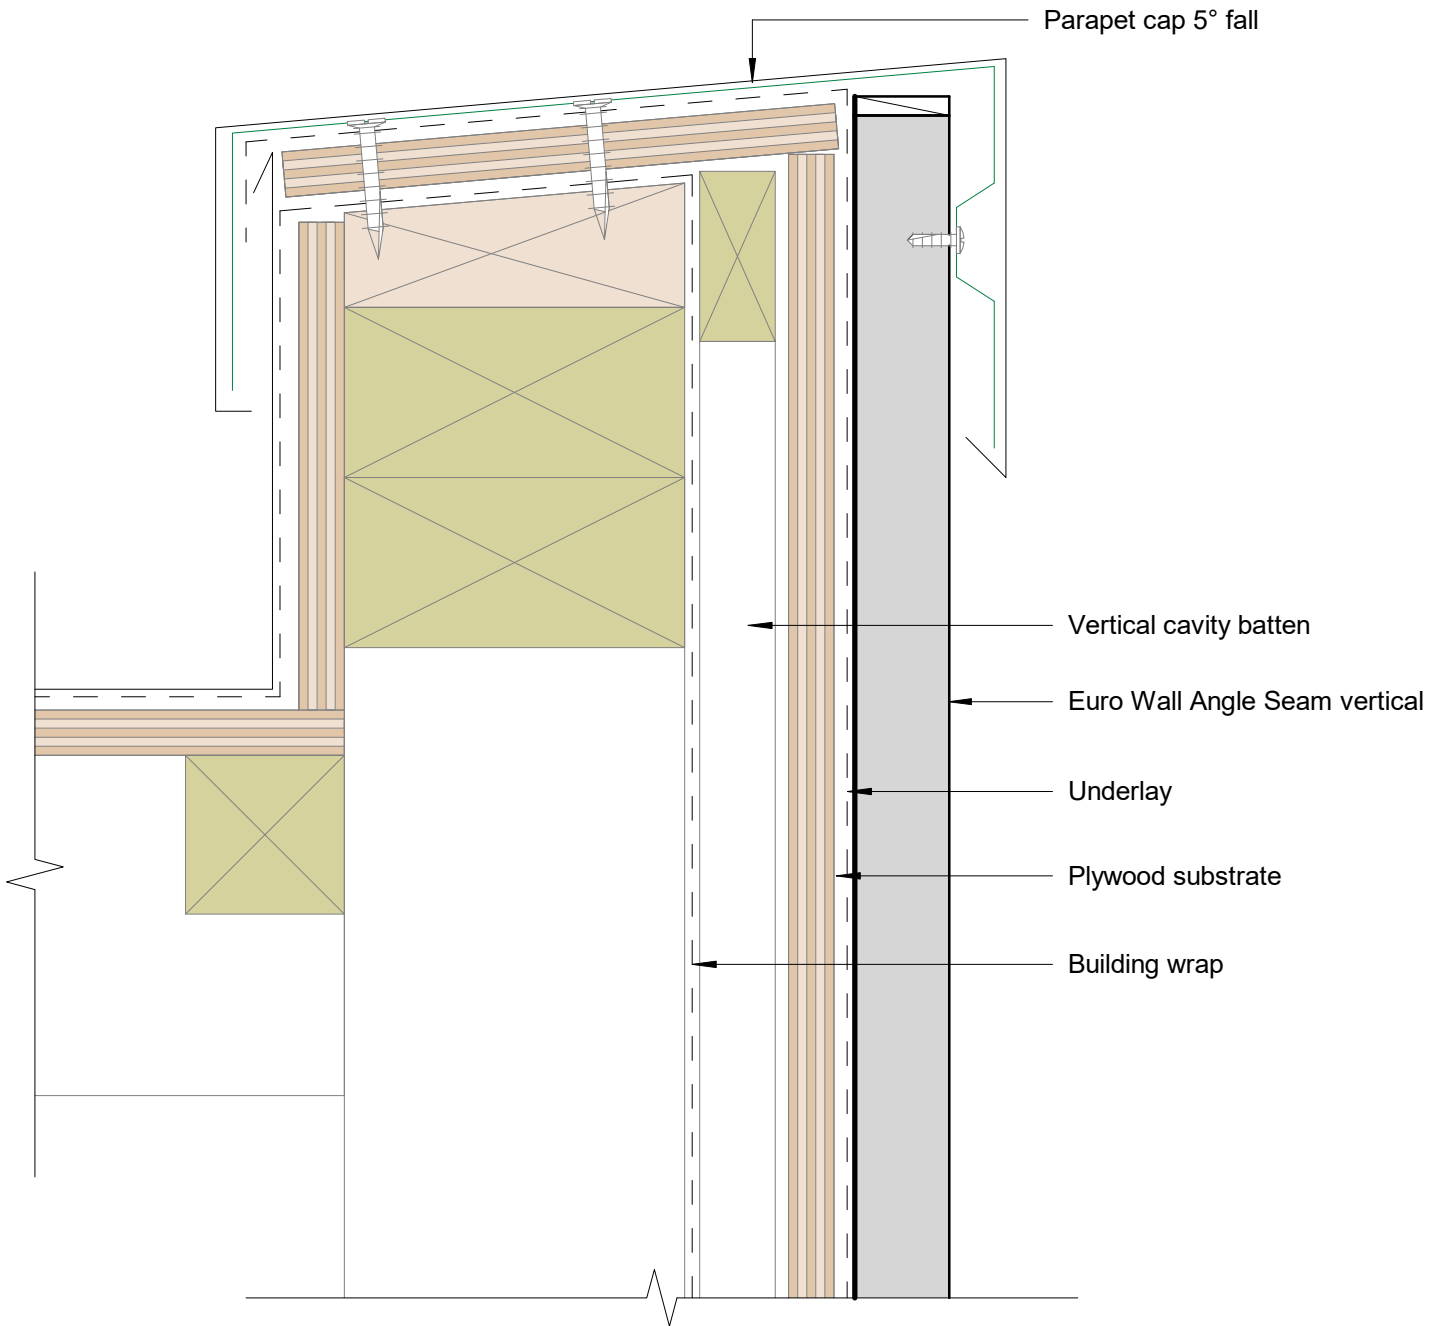 Parapet cap 5° fall
Vertical cavity batten
Euro Wall Angle Seam vertical
Underlay
Plywood substrate
Building wrap